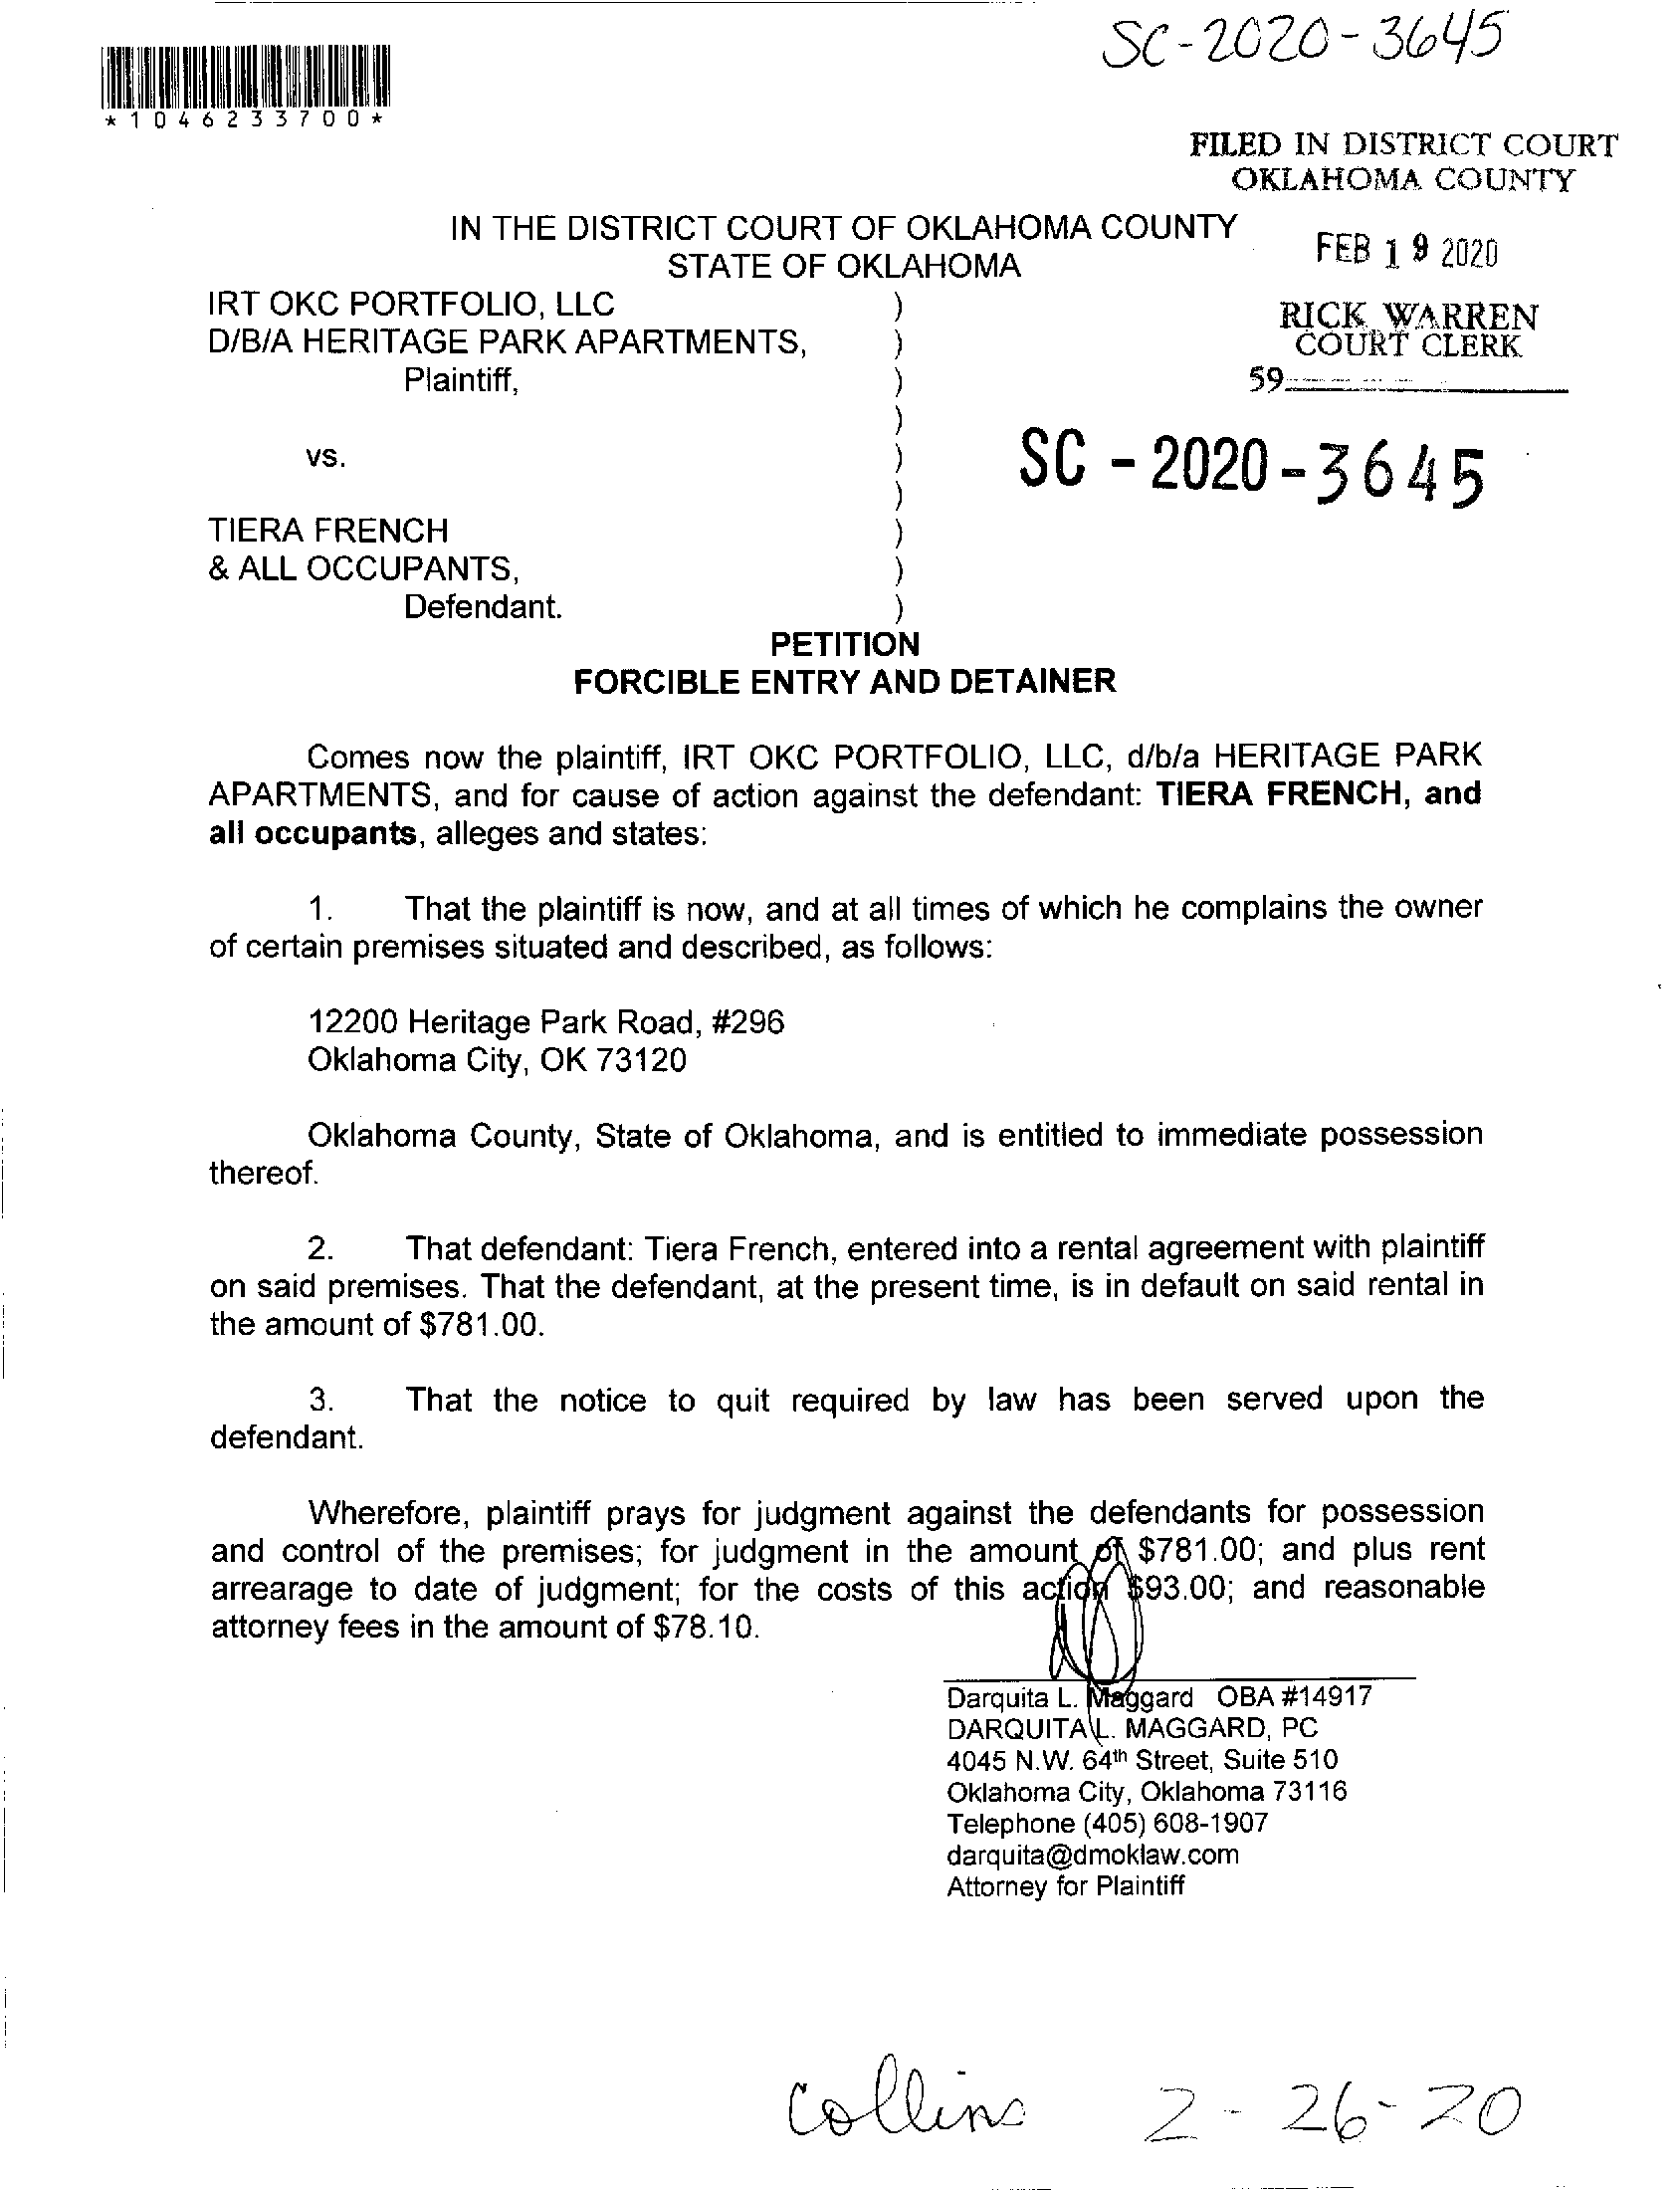 SC-2020-3645
*1046233700*
FILED IN DISTRICT COURT
OKLAHOMA COUNTY
IN THE DISTRICT COURT OF OKLAHOMA COUNTY
STATE OF OKLAHOMA
FEB 19 2020
IRT OKC PORTFOLIO, LLC )
D/B/A HERITAGE PARK APARTMENTS, )
Plaintiff, )
RICK WARREN
COURT CLERK
59
)
vs. )
SC - 2020 - 3645
)
TIERA FRENCH )
& ALL OCCUPANTS, )
Defendant. )
PETITION
FORCIBLE ENTRY AND DETAINER
Comes now the plaintiff, IRT OKC PORTFOLIO, LLC, d/b/a HERITAGE PARK
APARTMENTS, and for cause of action against the defendant: TIERA FRENCH, and
all occupants, alleges and states:
1. That the plaintiff is now, and at all times of which he complains the owner
of certain premises situated and described, as follows:
12200 Heritage Park Road, #296
Oklahoma City, OK 73120
Oklahoma County, State of Oklahoma, and is entitled to immediate possession
thereof.
2. That defendant: Tiera French, entered into a rental agreement with plaintiff
on said premises. That the defendant, at the present time, is in default on said rental in
the amount of $781.00.
3. That the notice to quit required by law has been served upon the
defendant.
Wherefore, plaintiff prays for judgment against the defendants for possession
and control of the premises; for judgment in the amount of $781.00; and plus rent
arrearage to date of judgment; for the costs of this action $93.00; and reasonable
attorney fees in the amount of $78.10.
Darquita L. Maggard OBA #14917
DARQUITA L. MAGGARD, PC
4045 N.W. 64th Street, Suite 510
Oklahoma City, Oklahoma 73116
Telephone (405) 608-1907
darquita@dmoklaw.com
Attorney for Plaintiff
Collins 2-26-20